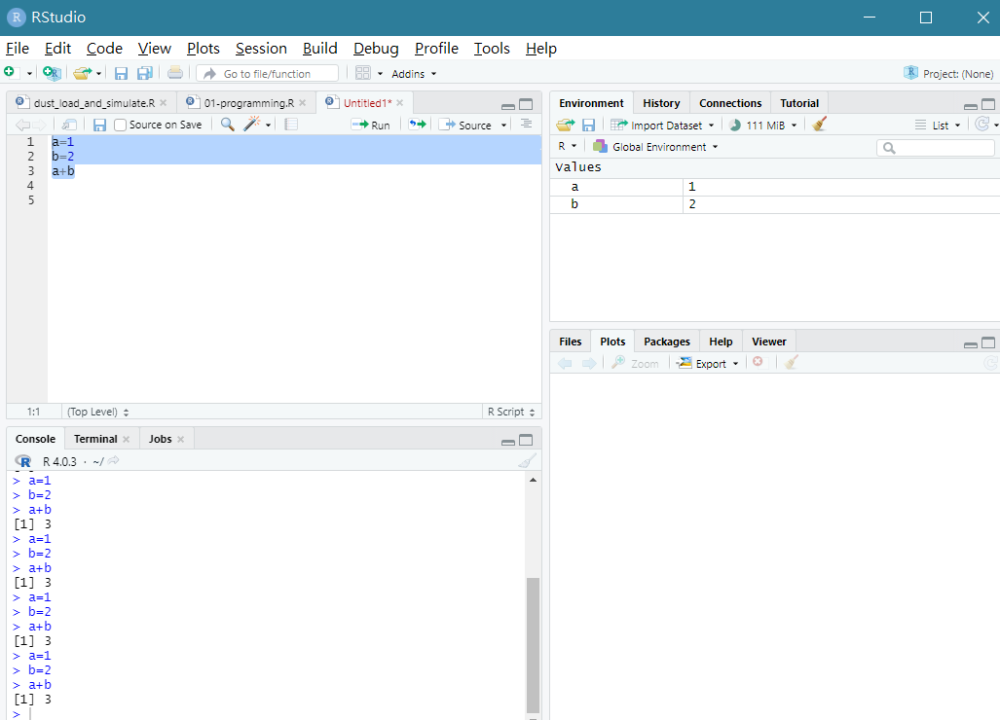 RStudio
File Edit Code View Plots Session Build Debug Profile Tools Help
Go to file/function
Addins
Project: (None)
dust_load_and_simulate.R
01-programming.R
Untitled1*
Source on Save
Run
Source
1 a=1
2 b=2
3 a+b
4
5
1:1
(Top Level)
R Script
Console
Terminal
Jobs
R 4.0.3 · ~/
> a=1
> b=2
> a+b
[1] 3
> a=1
> b=2
> a+b
[1] 3
> a=1
> b=2
> a+b
[1] 3
> a=1
> b=2
> a+b
[1] 3
>
Environment
History
Connections
Tutorial
Import Dataset
111 MiB
List
R
Global Environment
Values
a 1
b 2
Files
Plots
Packages
Help
Viewer
Zoom
Export